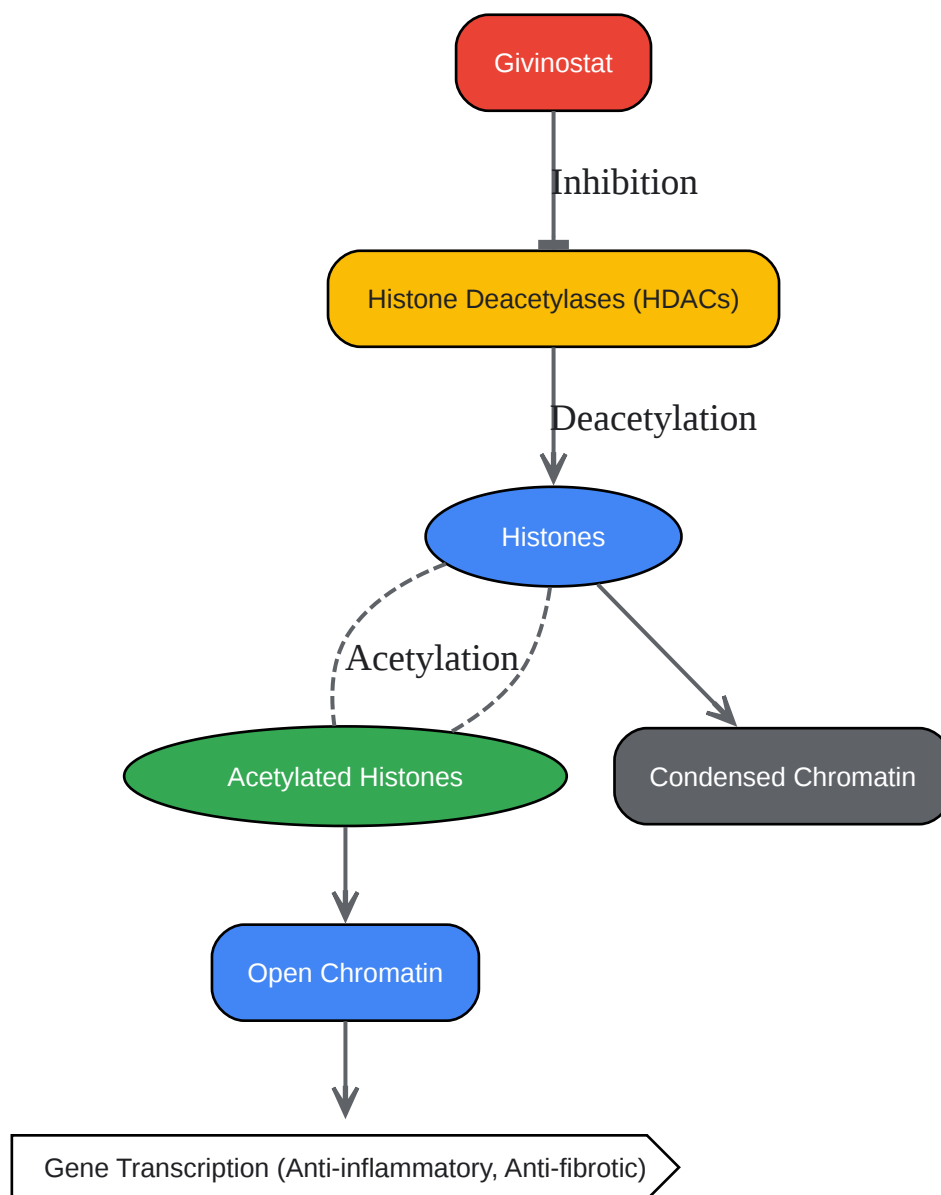 Givinostat
Inhibition
Histone Deacetylases (HDACs)
Deacetylation
Histones
Acetylation
Acetylated Histones
Condensed Chromatin
Open Chromatin
Gene Transcription (Anti-inflammatory, Anti-fibrotic)